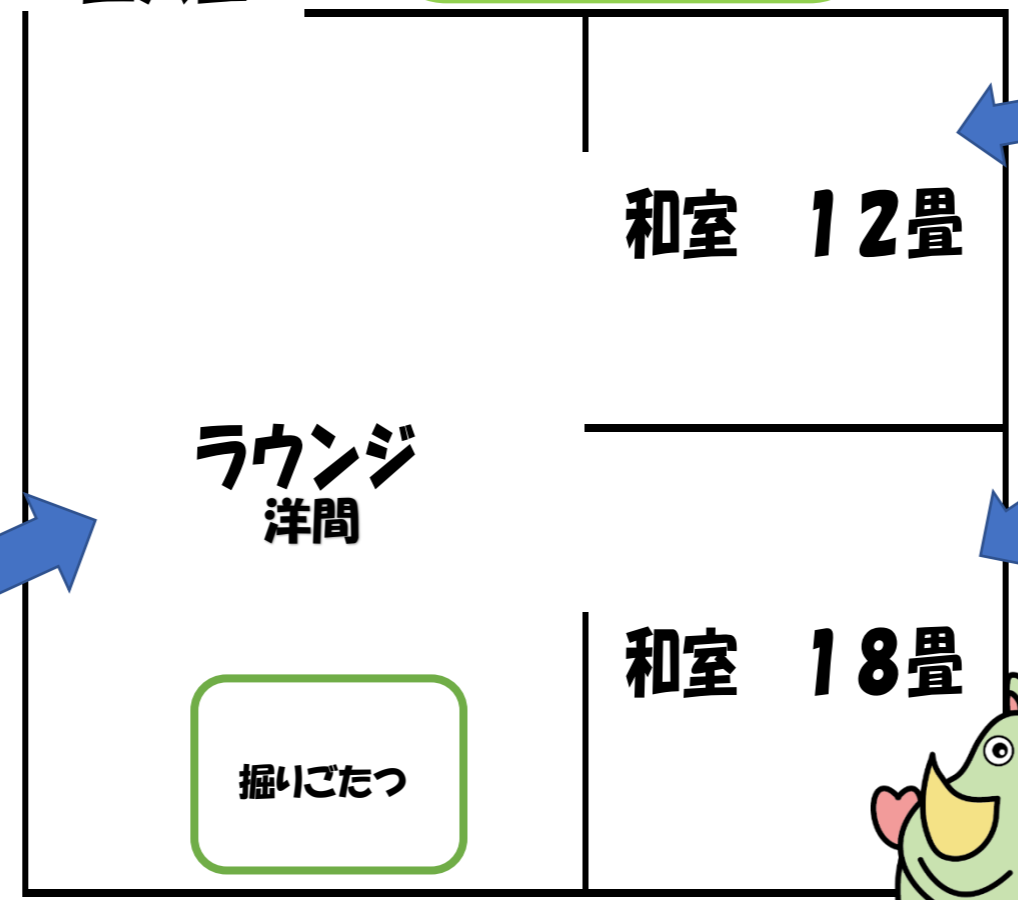 和室　１２畳
ラウンジ
洋間
和室　１８畳
掘りごたつ